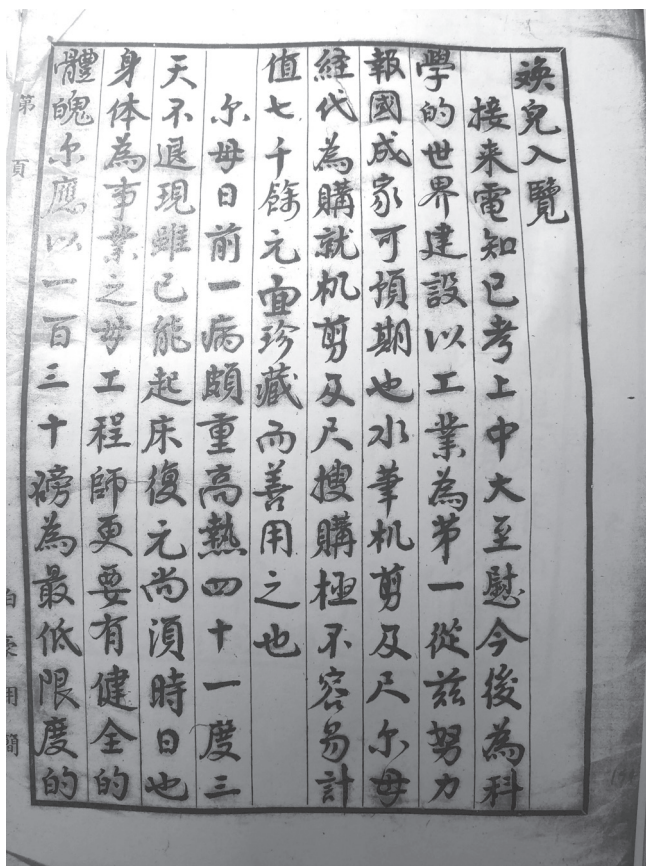 煥兒入覽
接来電知已考上中大至慰今後為科
學的世界建設以工業為苐一從兹努力
報國成家可預期也水筆机剪及尺尔母
経代為購就机剪及尺搜購極不容易計
值七千餘元宜珍藏而善用之也
尔母日前一病頗重高熱四十一度三
天不退現雖已能起床復元尚須時日也
身体為事業之母工程師更要有健全的
體魄尔應以一百三十磅為最低限度的
第 頁
用簡